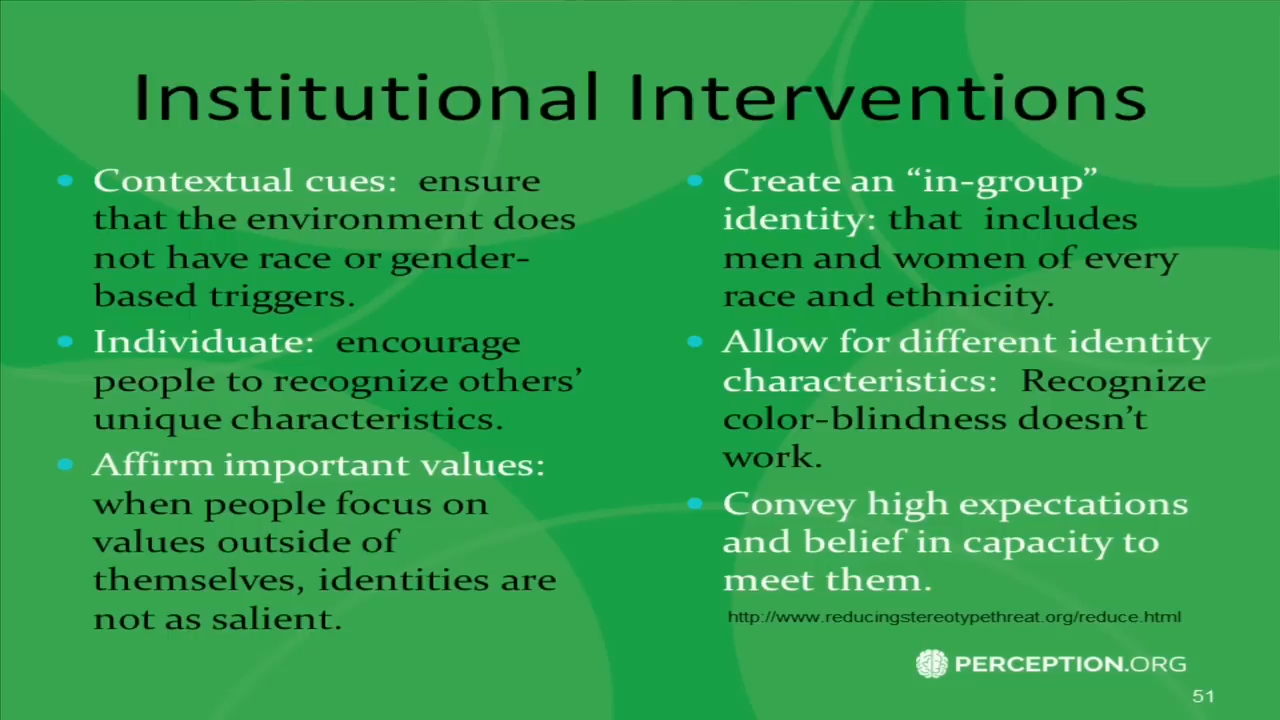 Institutional Interventions
Contextual cues: ensure
that the environment does
not have race or gender-
based triggers.
Individuate: encourage
people to recognize others’
unique characteristics.
Affirm important values:
when people focus on
values outside of
themselves, identities are
not as salient.
Create an “in-group”
identity: that includes
men and women of every
race and ethnicity.
Allow for different identity
characteristics: Recognize
color-blindness doesn’t
work.
Convey high expectations
and belief in capacity to
meet them.
http://www.reducingstereotypethreat.org/reduce.html
PERCEPTION.ORG
51